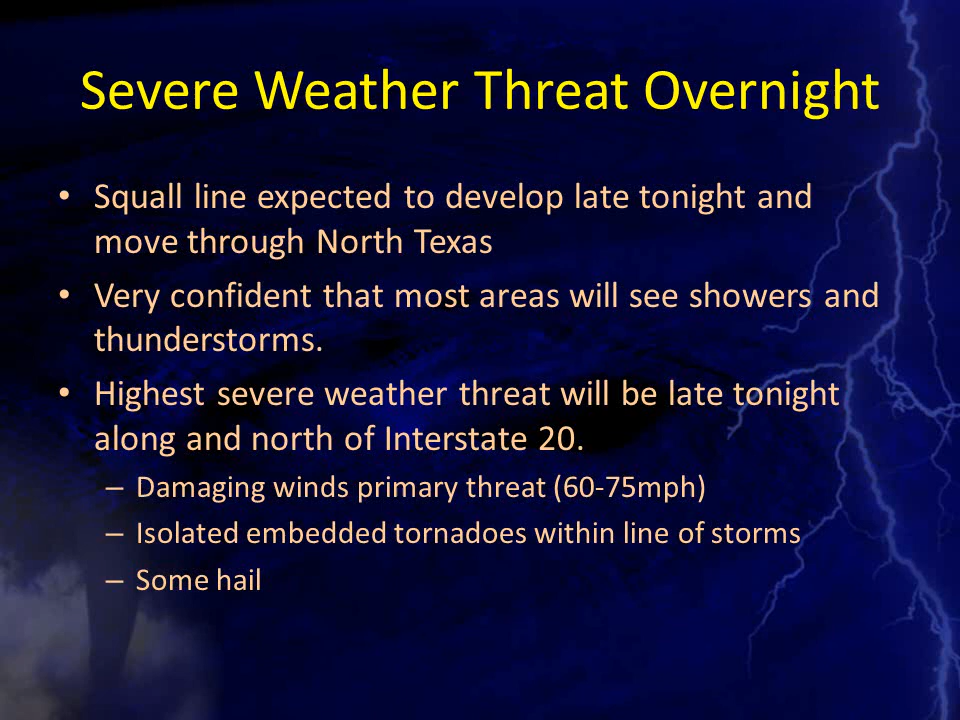 Severe Weather Threat Overnight
• Squall line expected to develop late tonight and
move through North Texas
• Very confident that most areas will see showers and
thunderstorms.
• Highest severe weather threat will be late tonight
along and north of Interstate 20.
– Damaging winds primary threat (60-75mph)
– Isolated embedded tornadoes within line of storms
– Some hail